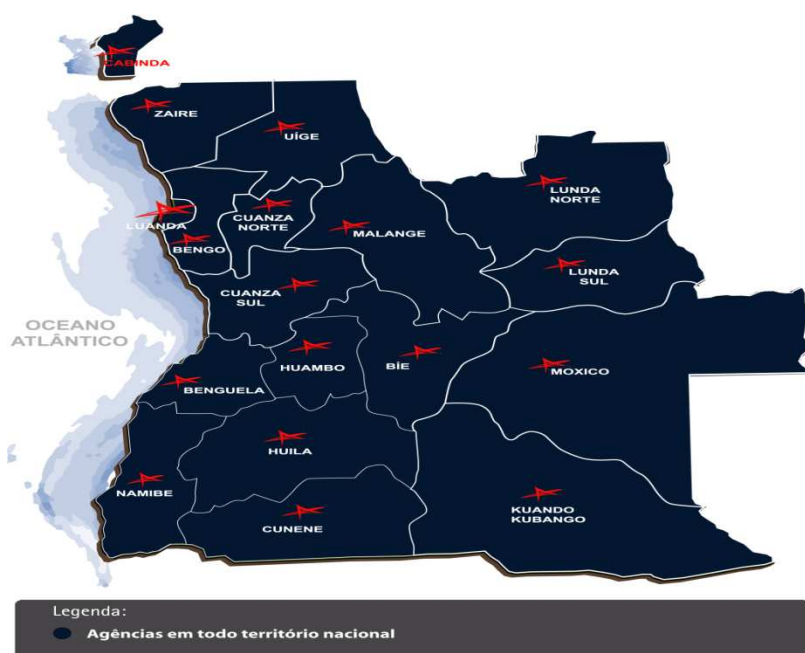 CABINDA
ZAIRE
UÍGE
LUNDA
NORTE
LUANDA
CUANZA
NORTE
MALANGE
BENGO
LUNDA
SUL
CUANZA
SUL
OCEANO
ATLÂNTICO
HUAMBO
BÍE
MOXICO
BENGUELA
HUILA
NAMIBE
KUANDO
KUBANGO
CUNENE
Legenda:
Agências em todo território nacional